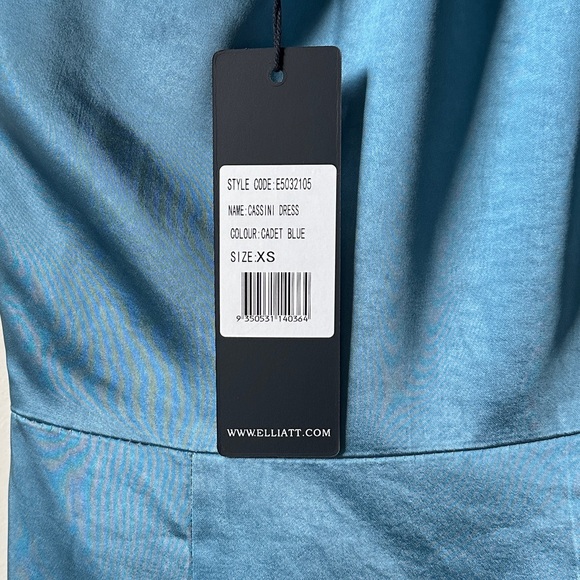 STYLE CODE:E5032105
NAME:CASSINI DRESS
COLOUR:CADET BLUE
SIZE:XS
9 350531 140364
WWW.ELLIATT.COM